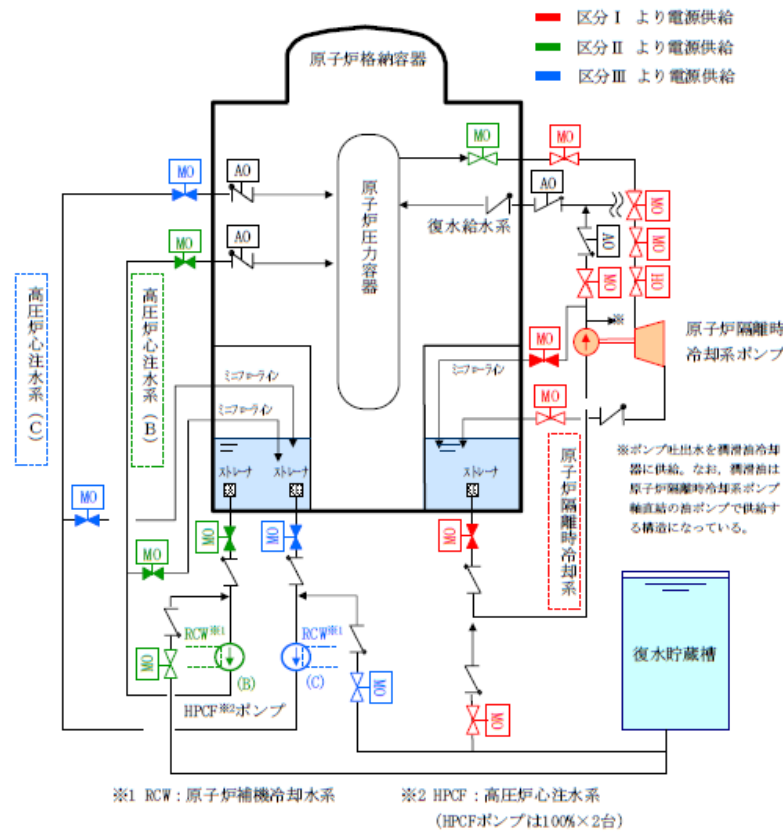 区分Ⅰ より電源供給
区分Ⅱ より電源供給
区分Ⅲ より電源供給
原子炉格納容器
MO
MO
MO
AO
AO
原子炉圧力容器
復水給水系
MO
AO
MO
AO
MO
MO
HO
高圧炉心注水系(C)
高圧炉心注水系(B)
※
原子炉隔離時
冷却系ポンプ
MO
ミニフローライン
ミニフローライン
MO
ストレーナ
ストレーナ
ストレーナ
原子炉隔離時冷却系
※ポンプ吐出水を潤滑油冷却
器に供給。なお、潤滑油は
原子炉隔離時冷却系ポンプ
軸直結の油ポンプで供給す
る構造になっている。
MO
MO
MO
MO
MO
RCW※1
RCW※1
MO
(B)
(C)
MO
MO
復水貯蔵槽
HPCF※2ポンプ
※1 RCW:原子炉補機冷却水系
※2 HPCF:高圧炉心注水系
(HPCFポンプは100%×2台)